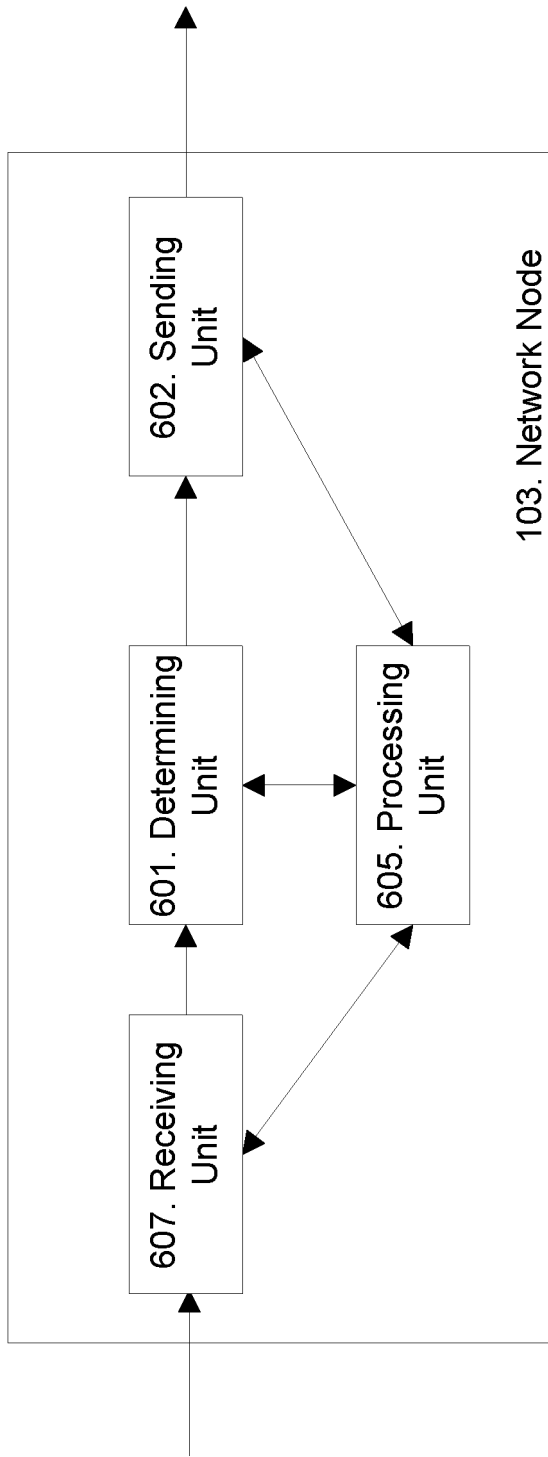 607. Receiving
Unit
601. Determining
Unit
602. Sending
Unit
605. Processing
Unit
103. Network Node